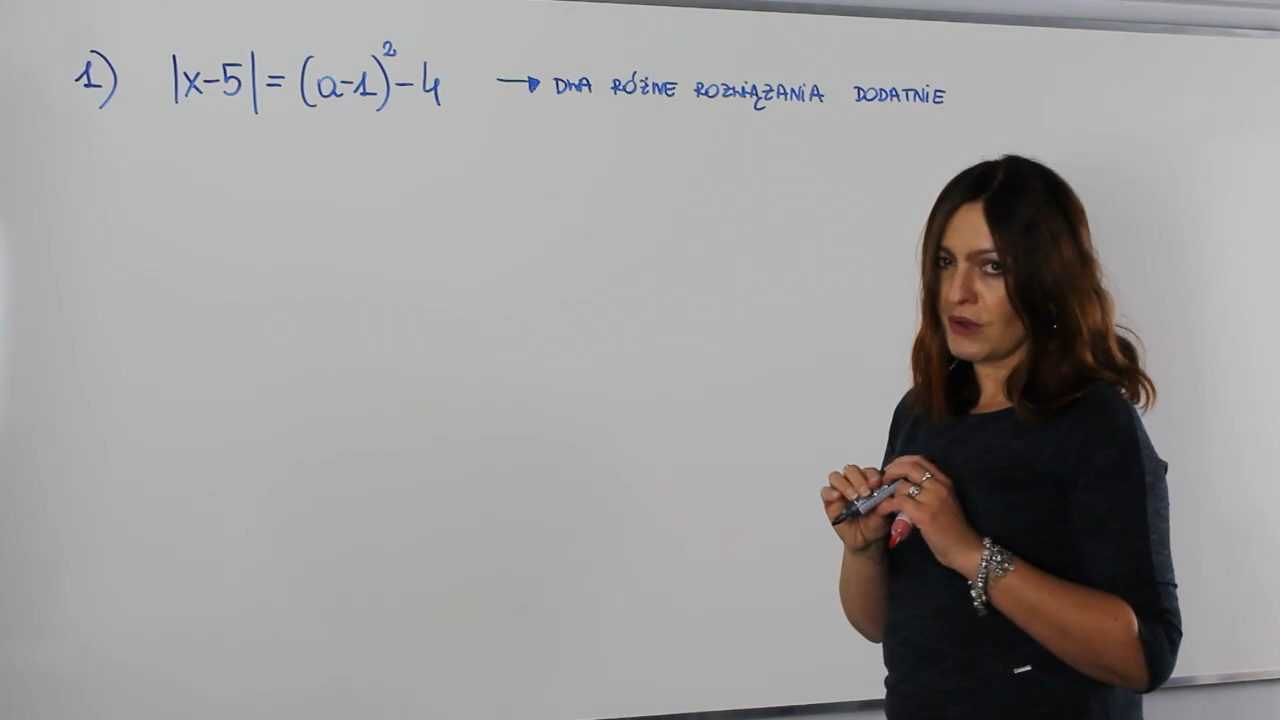 1) |x-5| = (a-1)²-4 → DWA RÓŻNE ROZWIĄZANIA DODATNIE